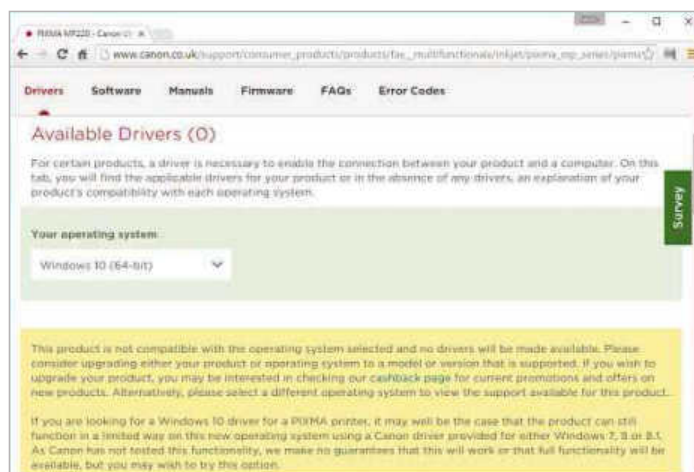 PIXMA MP220 - Canon U
www.canon.co.uk/support/consumer_products/products/fax__multifunctionals/inkjet/pixma_mp_series/pixma
Drivers Software Manuals Firmware FAQs Error Codes
Available Drivers (0)
For certain products, a driver is necessary to enable the connection between your product and a computer. On this
tab, you will find the applicable drivers for your product or in the absence of any drivers, an explanation of your
product's compatibility with each operating system.
Survey
Your operating system
Windows 10 (64-bit)
This product is not compatible with the operating system selected and no drivers will be made available. Please
consider upgrading either your product or operating system to a model or version that is supported. If you wish to
upgrade your product, you may be interested in checking our cashback page for current promotions and offers on
new products. Alternatively, please select a different operating system to view the support available for this product.
If you are looking for a Windows 10 driver for a PIXMA printer, it may well be the case that the product can still
function in a limited way on this new operating system using a Canon driver provided for either Windows 7, 8 or 8.1.
As Canon has not tested this functionality, we make no guarantees that this will work or that full functionality will be
available, but you may wish to try this option.